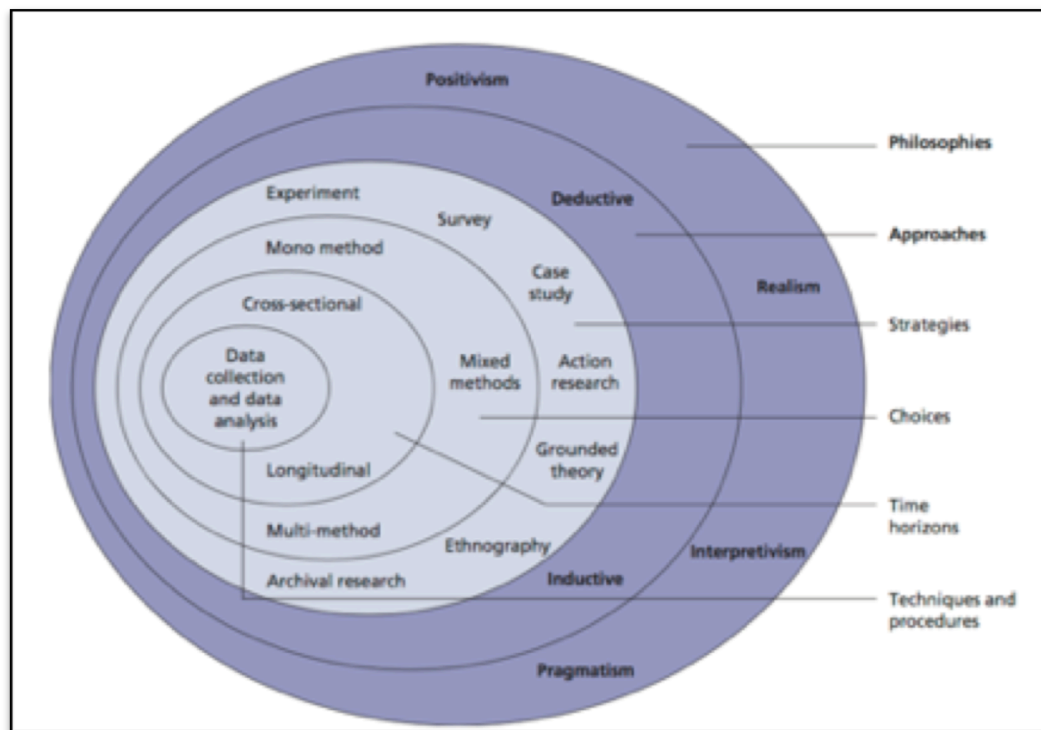 Positivism
Philosophies
Deductive
Experiment
Survey
Approaches
Mono method
Case
study
Realism
Cross-sectional
Strategies
Data
collection
and data
analysis
Mixed
methods
Action
research
Choices
Grounded
theory
Longitudinal
Time
horizons
Multi-method
Ethnography
Interpretivism
Archival research
Inductive
Techniques and
procedures
Pragmatism